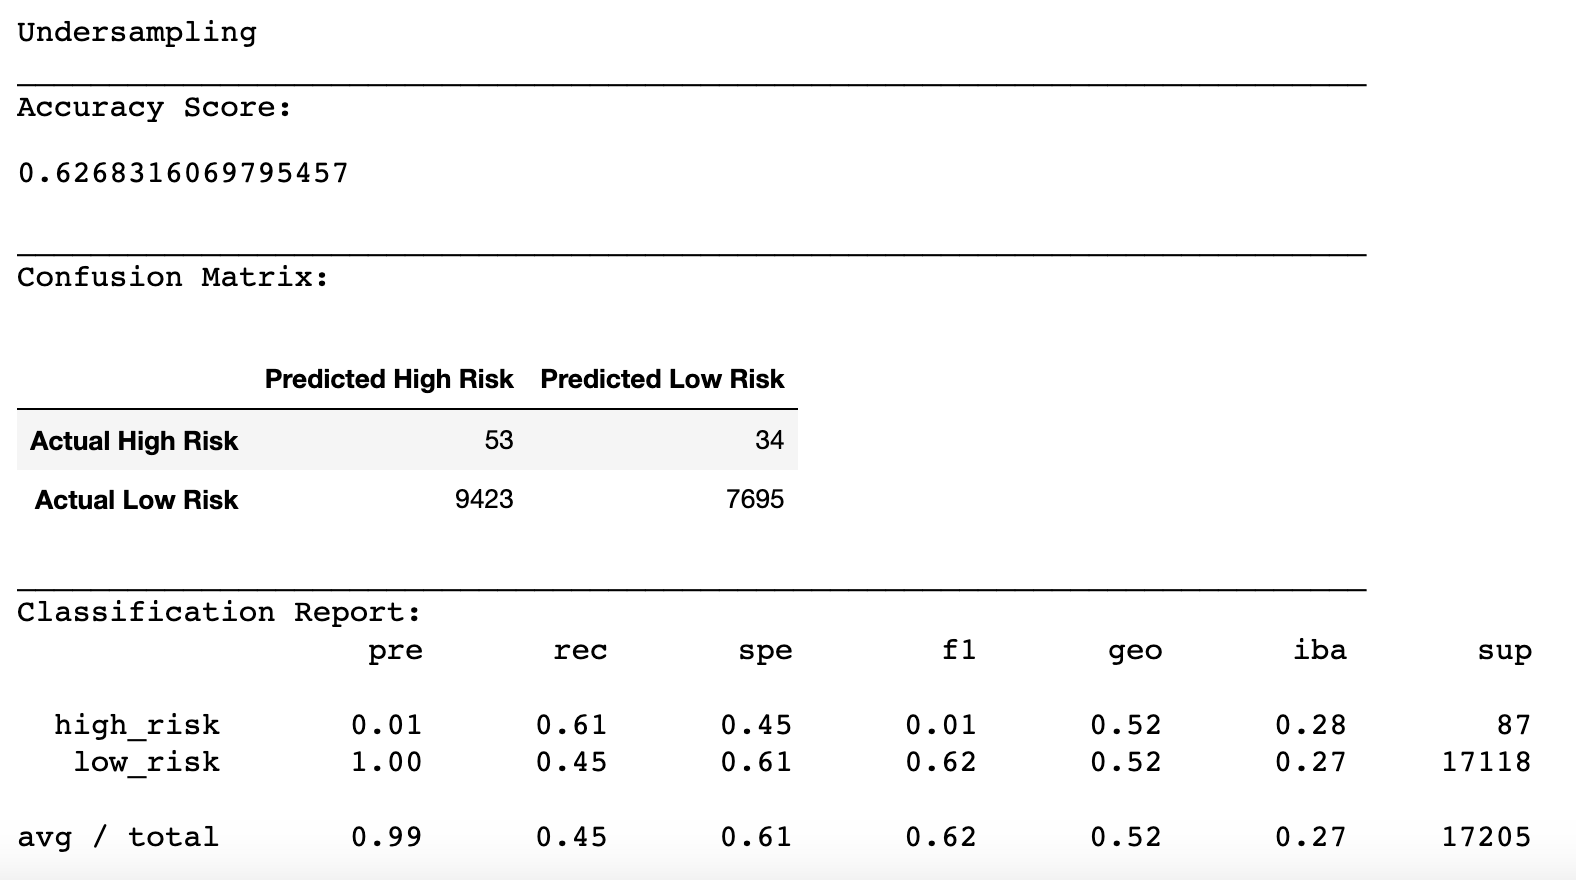 Undersampling
Accuracy Score:
0.6268316069795457
Confusion Matrix:
Predicted High Risk Predicted Low Risk
Actual High Risk 53 34
Actual Low Risk 9423 7695
Classification Report:
pre rec spe f1 geo iba sup
high_risk 0.01 0.61 0.45 0.01 0.52 0.28 87
low_risk 1.00 0.45 0.61 0.62 0.52 0.27 17118
avg / total 0.99 0.45 0.61 0.62 0.52 0.27 17205